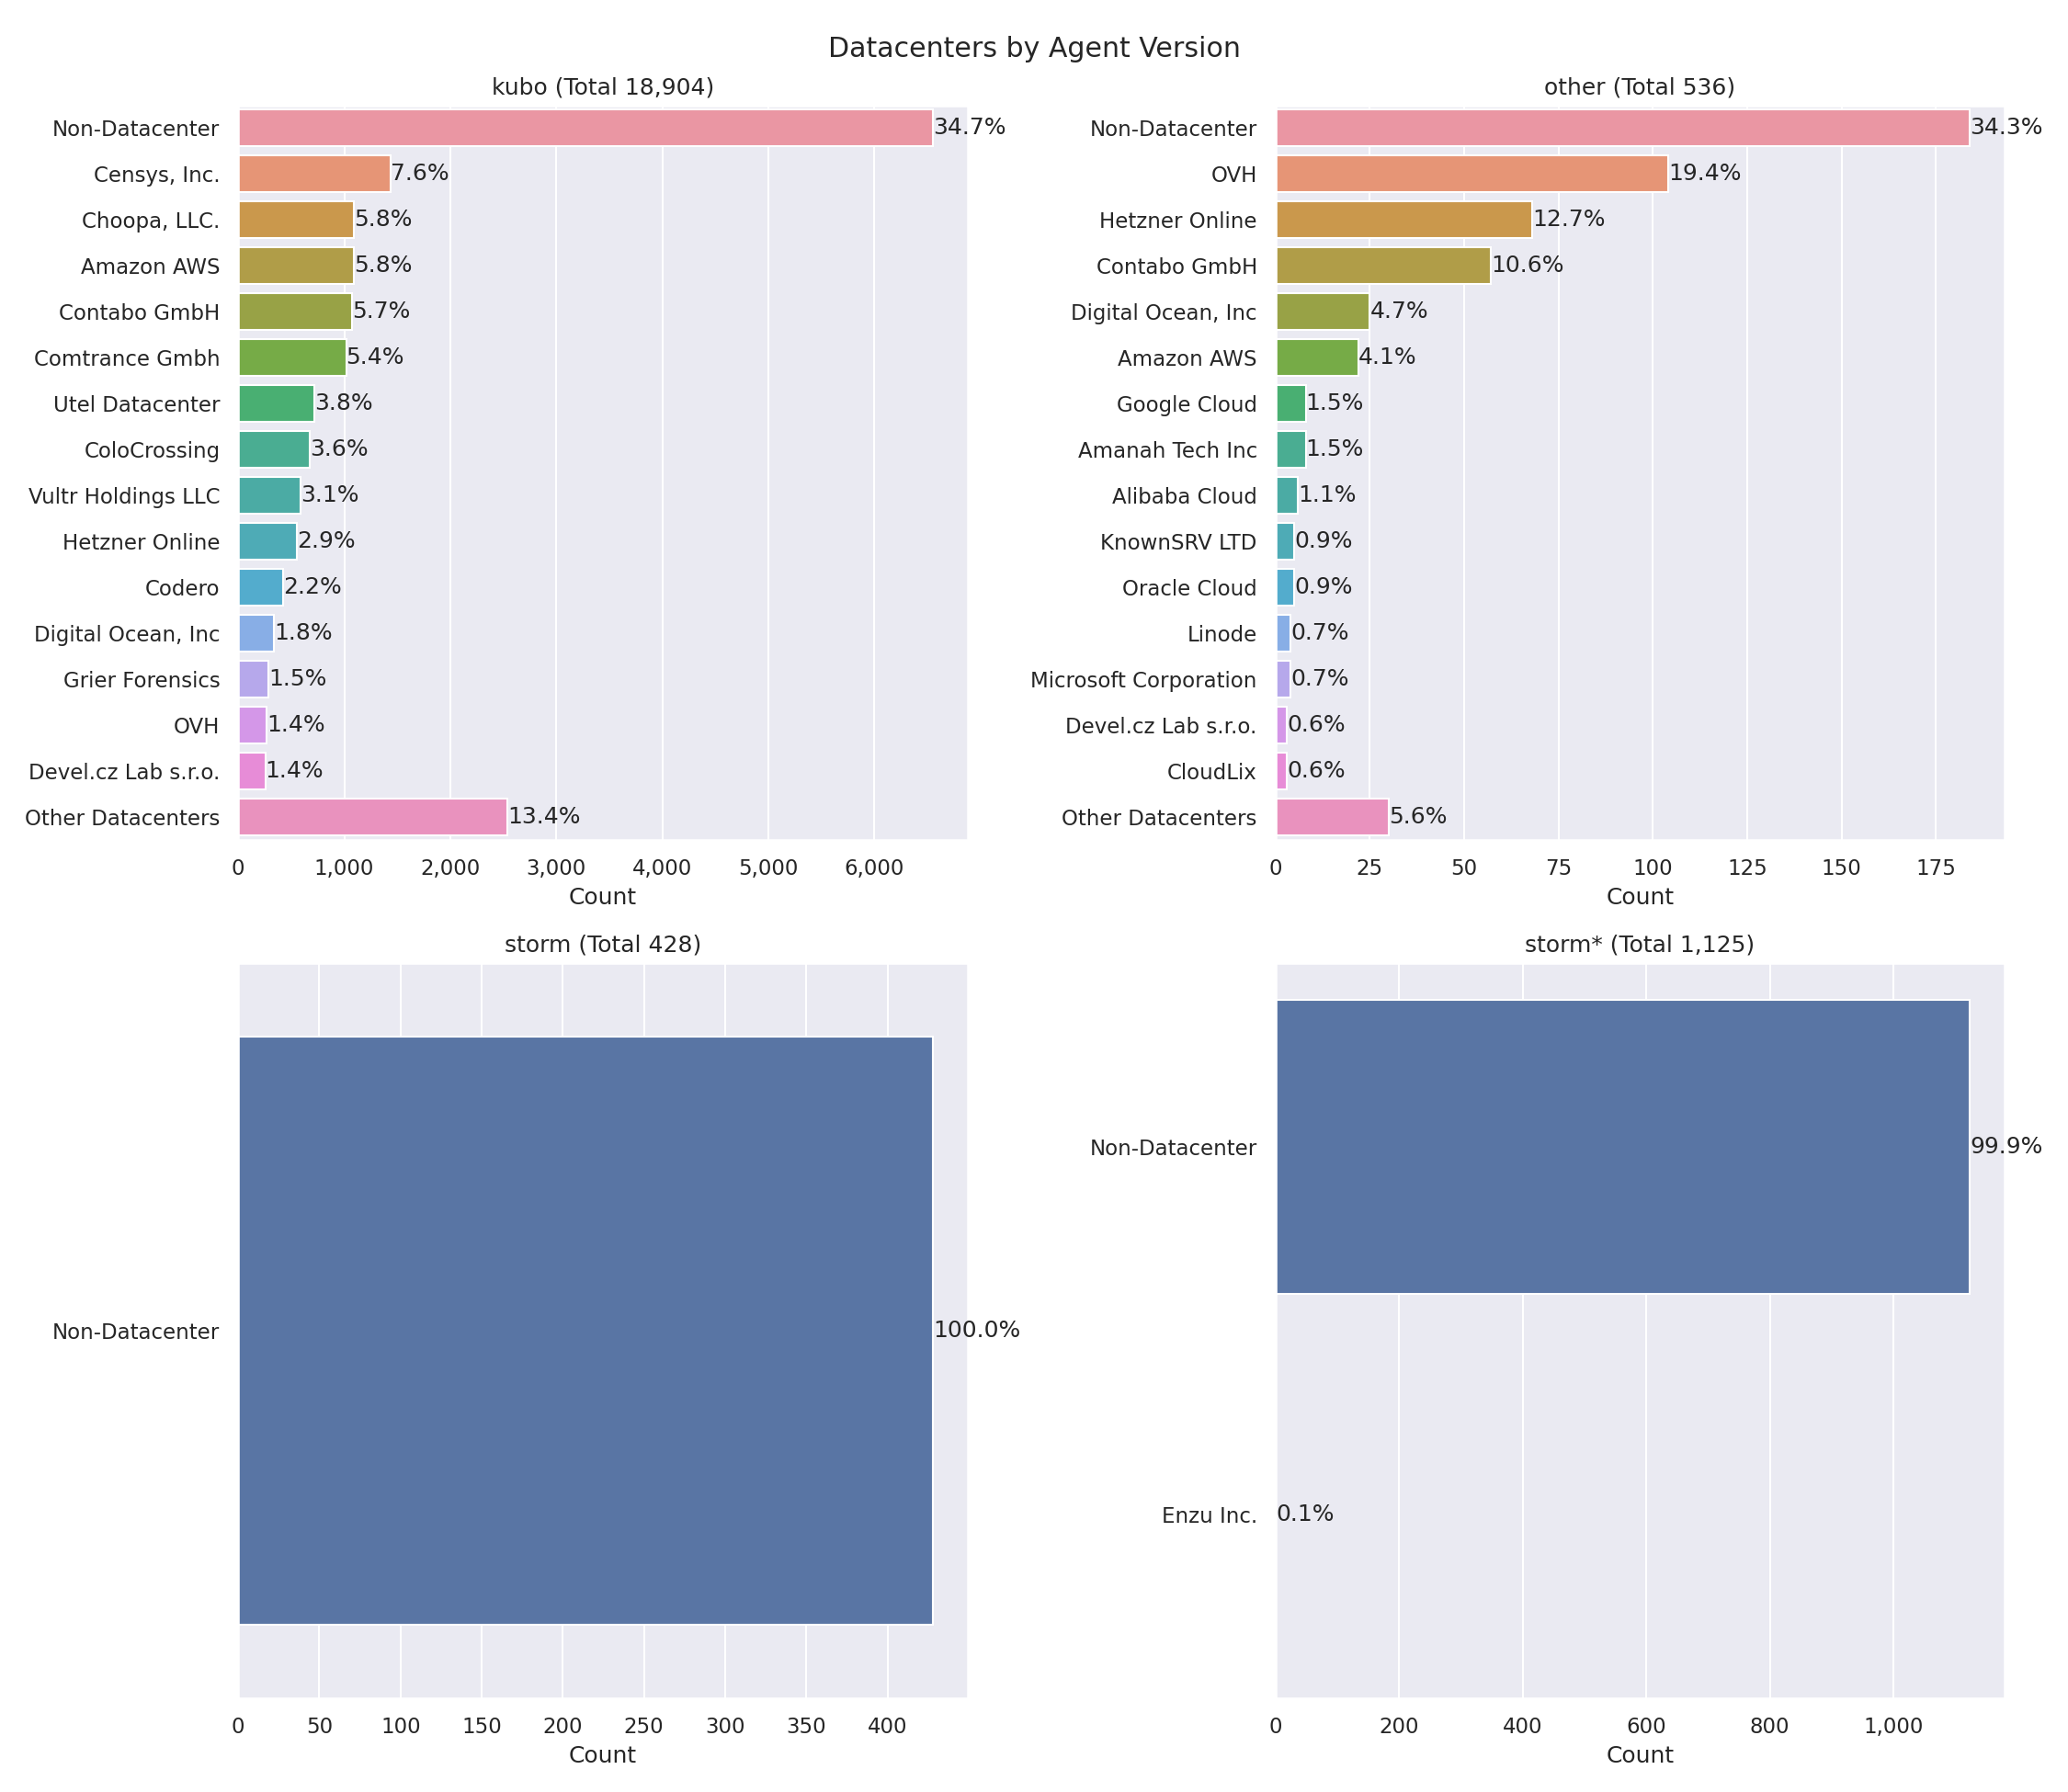 Datacenters by Agent Version
kubo (Total 18,904)
Non-Datacenter 34.7%
Censys, Inc. 7.6%
Choopa, LLC. 5.8%
Amazon AWS 5.8%
Contabo GmbH 5.7%
Comtrance Gmbh 5.4%
Utel Datacenter 3.8%
ColoCrossing 3.6%
Vultr Holdings LLC 3.1%
Hetzner Online 2.9%
Codero 2.2%
Digital Ocean, Inc 1.8%
Grier Forensics 1.5%
OVH 1.4%
Devel.cz Lab s.r.o. 1.4%
Other Datacenters 13.4%
0 1,000 2,000 3,000 4,000 5,000 6,000
Count
other (Total 536)
Non-Datacenter 34.3%
OVH 19.4%
Hetzner Online 12.7%
Contabo GmbH 10.6%
Digital Ocean, Inc 4.7%
Amazon AWS 4.1%
Google Cloud 1.5%
Amanah Tech Inc 1.5%
Alibaba Cloud 1.1%
KnownSRV LTD 0.9%
Oracle Cloud 0.9%
Linode 0.7%
Microsoft Corporation 0.7%
Devel.cz Lab s.r.o. 0.6%
CloudLix 0.6%
Other Datacenters 5.6%
0 25 50 75 100 125 150 175
Count
storm (Total 428)
Non-Datacenter 100.0%
0 50 100 150 200 250 300 350 400
Count
storm* (Total 1,125)
Non-Datacenter 99.9%
Enzu Inc. 0.1%
0 200 400 600 800 1,000
Count